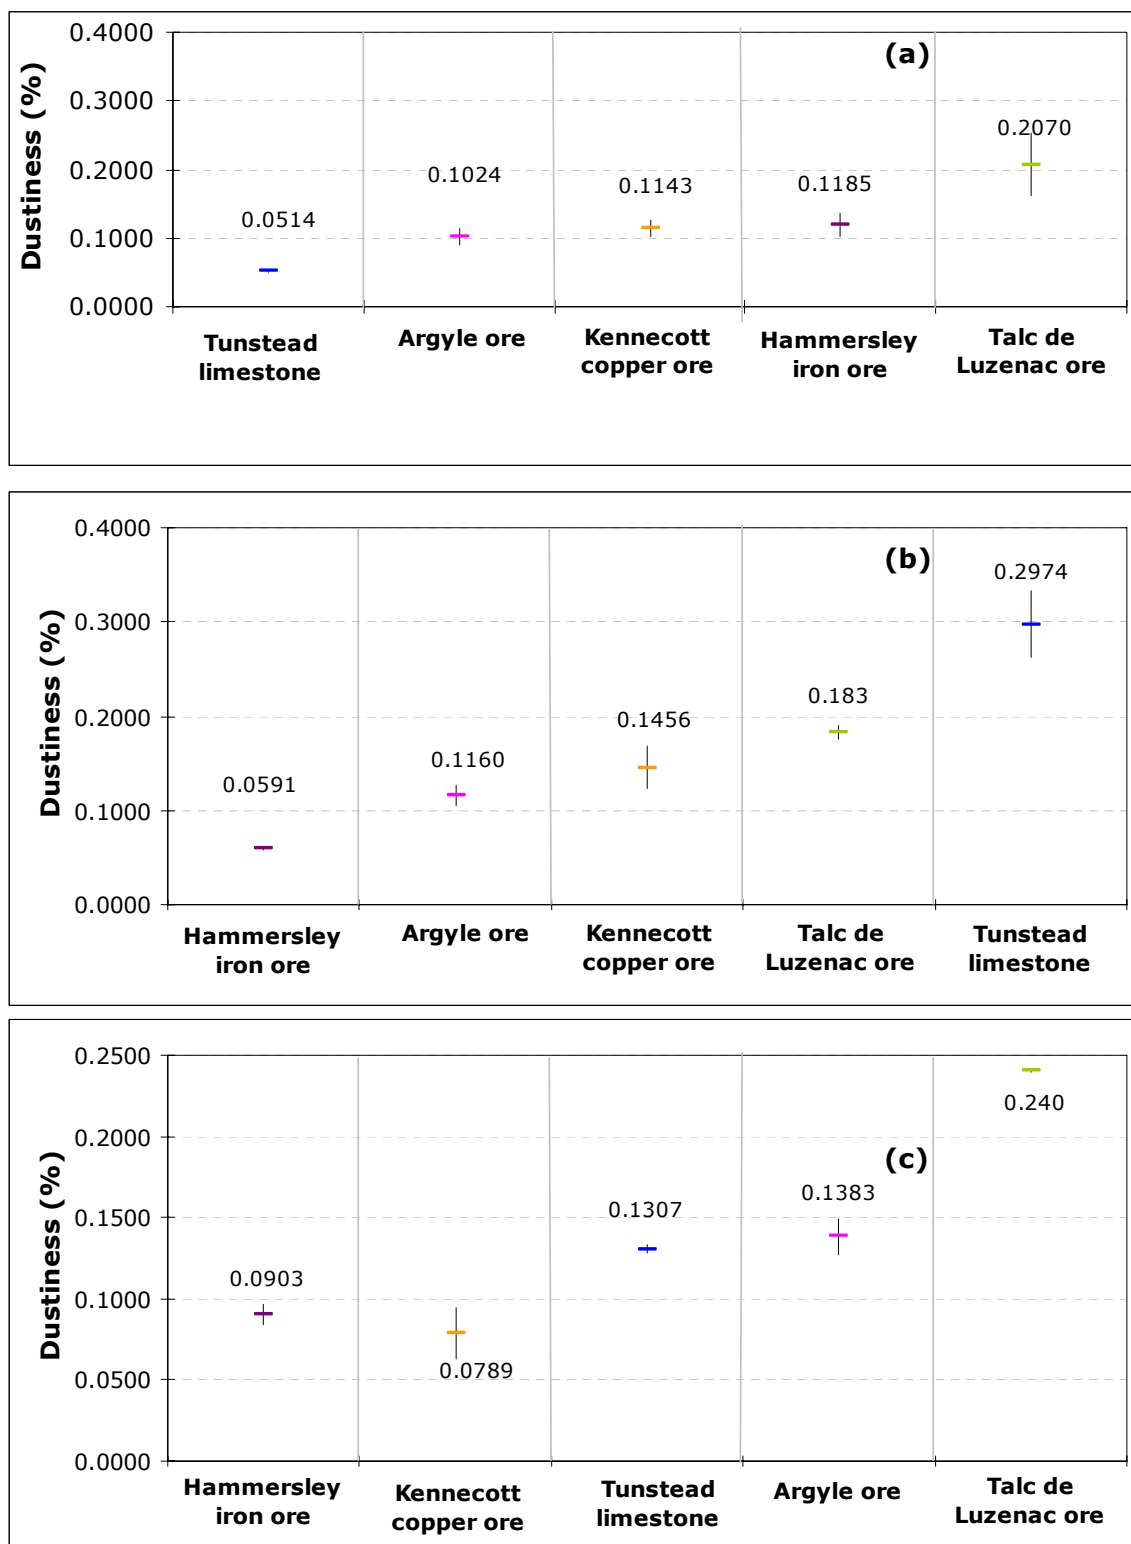 (a)
Dustiness (%)
0.4000
0.3000
0.2000
0.1000
0.0000
0.0514
0.1024
0.1143
0.1185
0.2070
Tunstead
limestone
Argyle ore
Kennecott
copper ore
Hammersley
iron ore
Talc de
Luzenac ore
(b)
Dustiness (%)
0.4000
0.3000
0.2000
0.1000
0.0000
0.0591
0.1160
0.1456
0.183
0.2974
Hammersley
iron ore
Argyle ore
Kennecott
copper ore
Talc de
Luzenac ore
Tunstead
limestone
(c)
Dustiness (%)
0.2500
0.2000
0.1500
0.1000
0.0500
0.0000
0.0903
0.0789
0.1307
0.1383
0.240
Hammersley
iron ore
Kennecott
copper ore
Tunstead
limestone
Argyle ore
Talc de
Luzenac ore